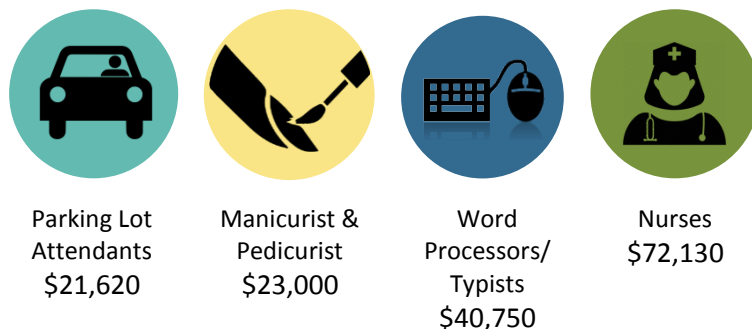 Parking Lot
Attendants
$21,620
Manicurist &
Pedicurist
$23,000
Word
Processors/
Typists
$40,750
Nurses
$72,130